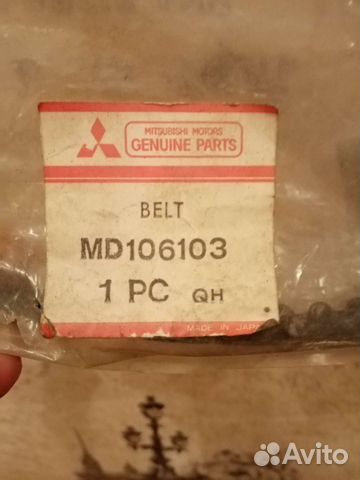 MITSUBISHI MOTORS
GENUINE PARTS
BELT
MD106103
1 PC QH
MADE IN JAPAN
Avito